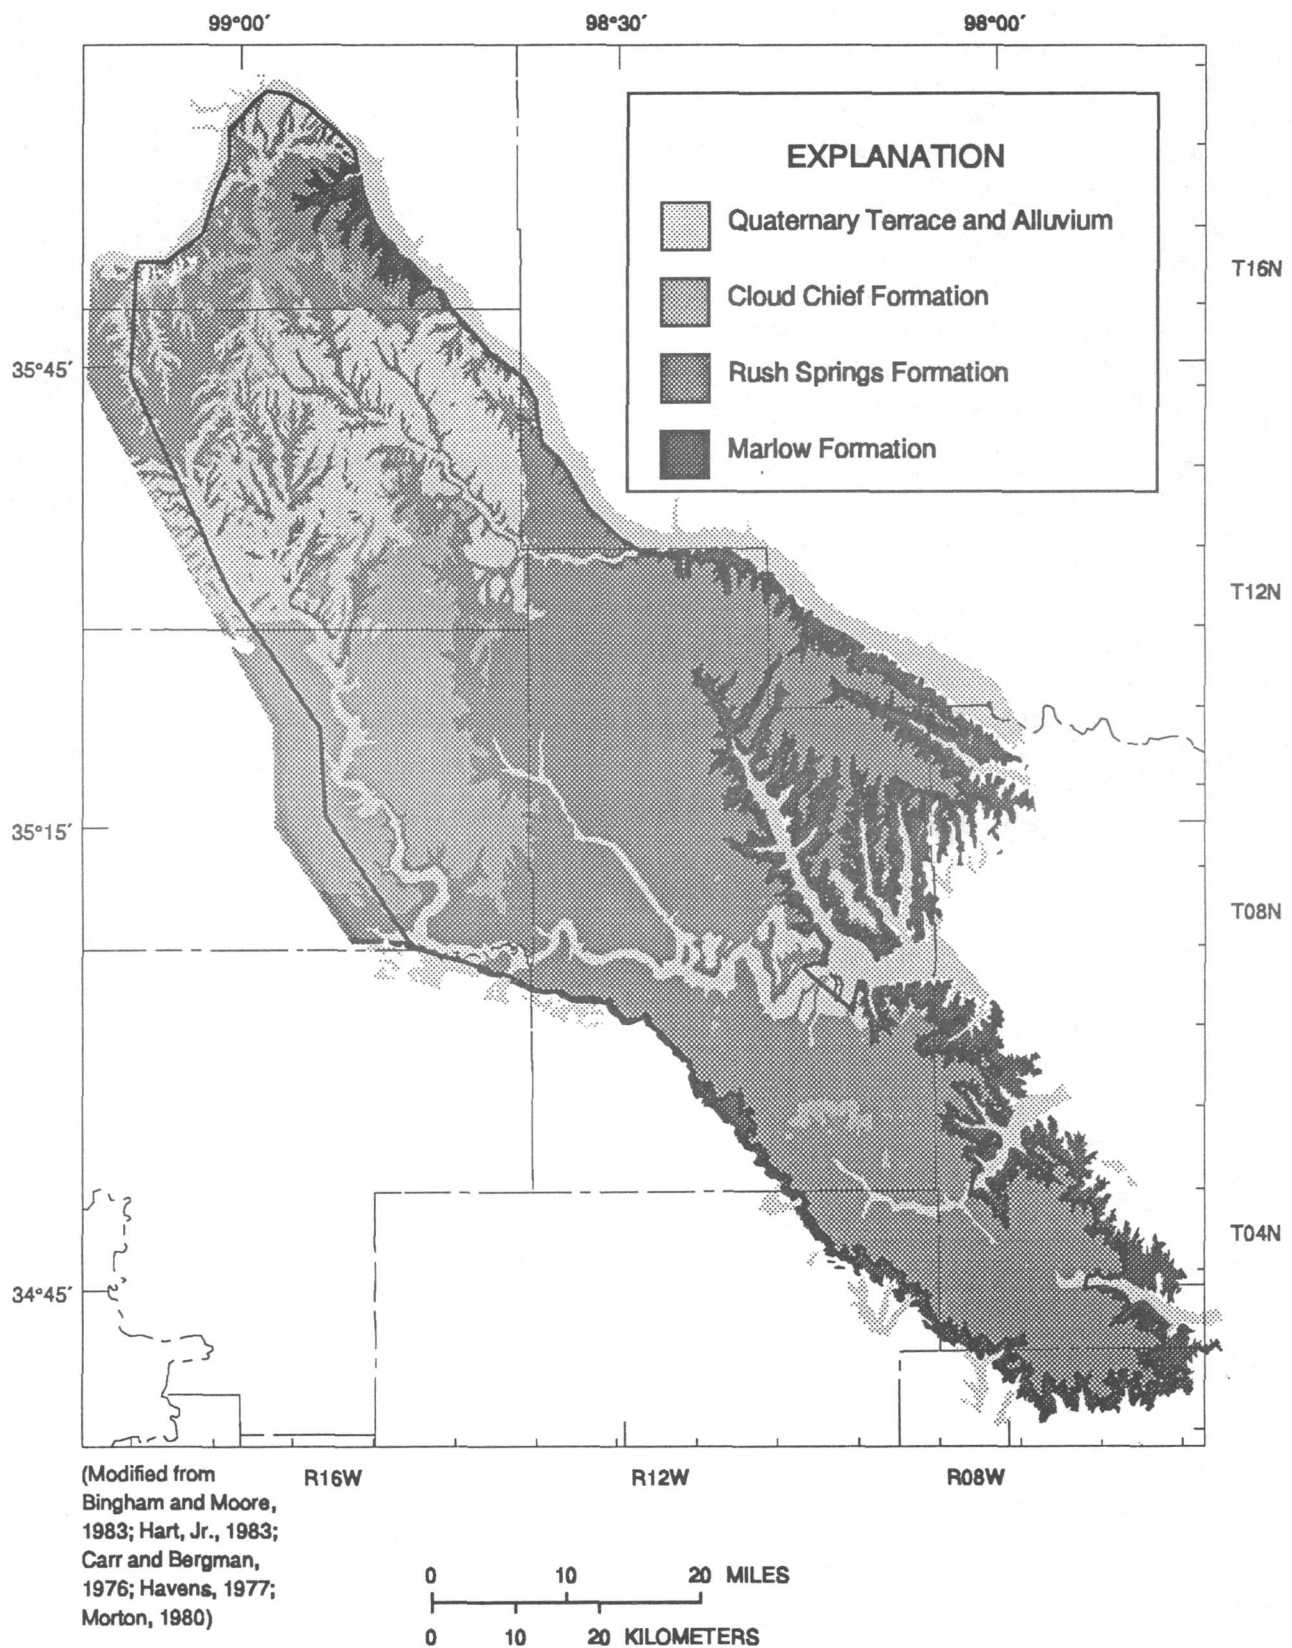 99°00′ 98°30′ 98°00′
EXPLANATION
Quaternary Terrace and Alluvium
Cloud Chief Formation
Rush Springs Formation
Marlow Formation
T16N
35°45′
T12N
35°15′
T08N
T04N
34°45′
(Modified from
Bingham and Moore,
1983; Hart, Jr., 1983;
Carr and Bergman,
1976; Havens, 1977;
Morton, 1980)
R16W R12W R08W
0 10 20 MILES
0 10 20 KILOMETERS